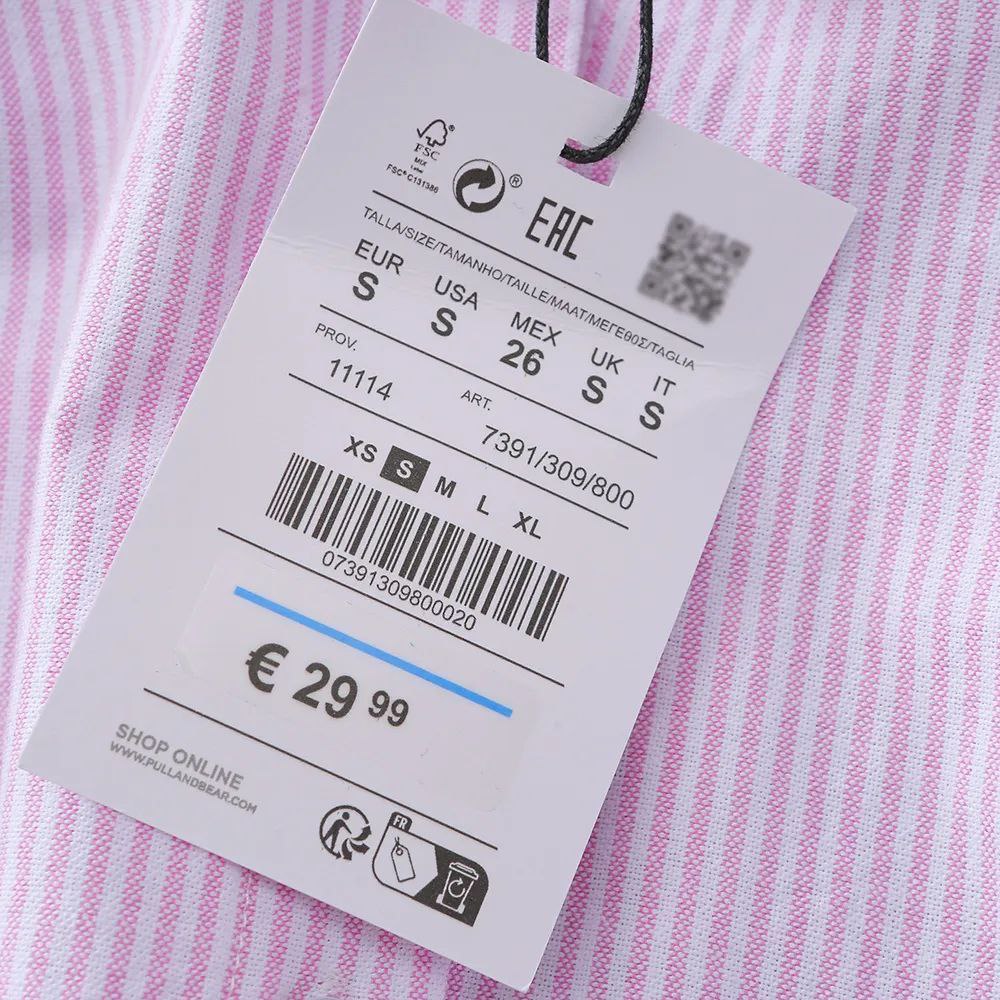 FSC
MIX
Label
FSC® C131386
®
EAC
TALLA/SIZE/TAMANHO/TAILLE/MAAT/ΜΕΓΕθΟΣ/TAGLIA
EUR USA MEX UK IT
S S 26 S S
PROV. ART.
11114 7391/309/800
XS S M L XL
07391309800020
€ 29 99
SHOP ONLINE
WWW.PULLANDBEAR.COM
FR